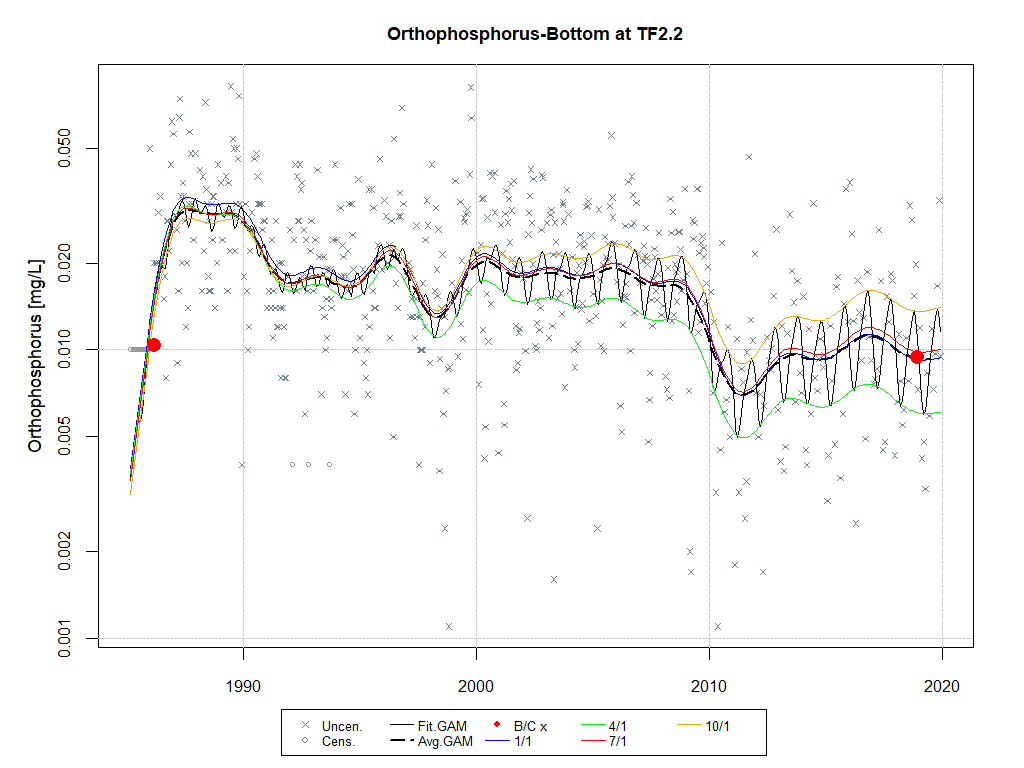 Orthophosphorus-Bottom at TF2.2
Orthophosphorus [mg/L]
0.050
0.020
0.010
0.005
0.002
0.001
1990 2000 2010 2020
Uncen. Fit.GAM B/C x 4/1 10/1
Cens. Avg.GAM 1/1 7/1